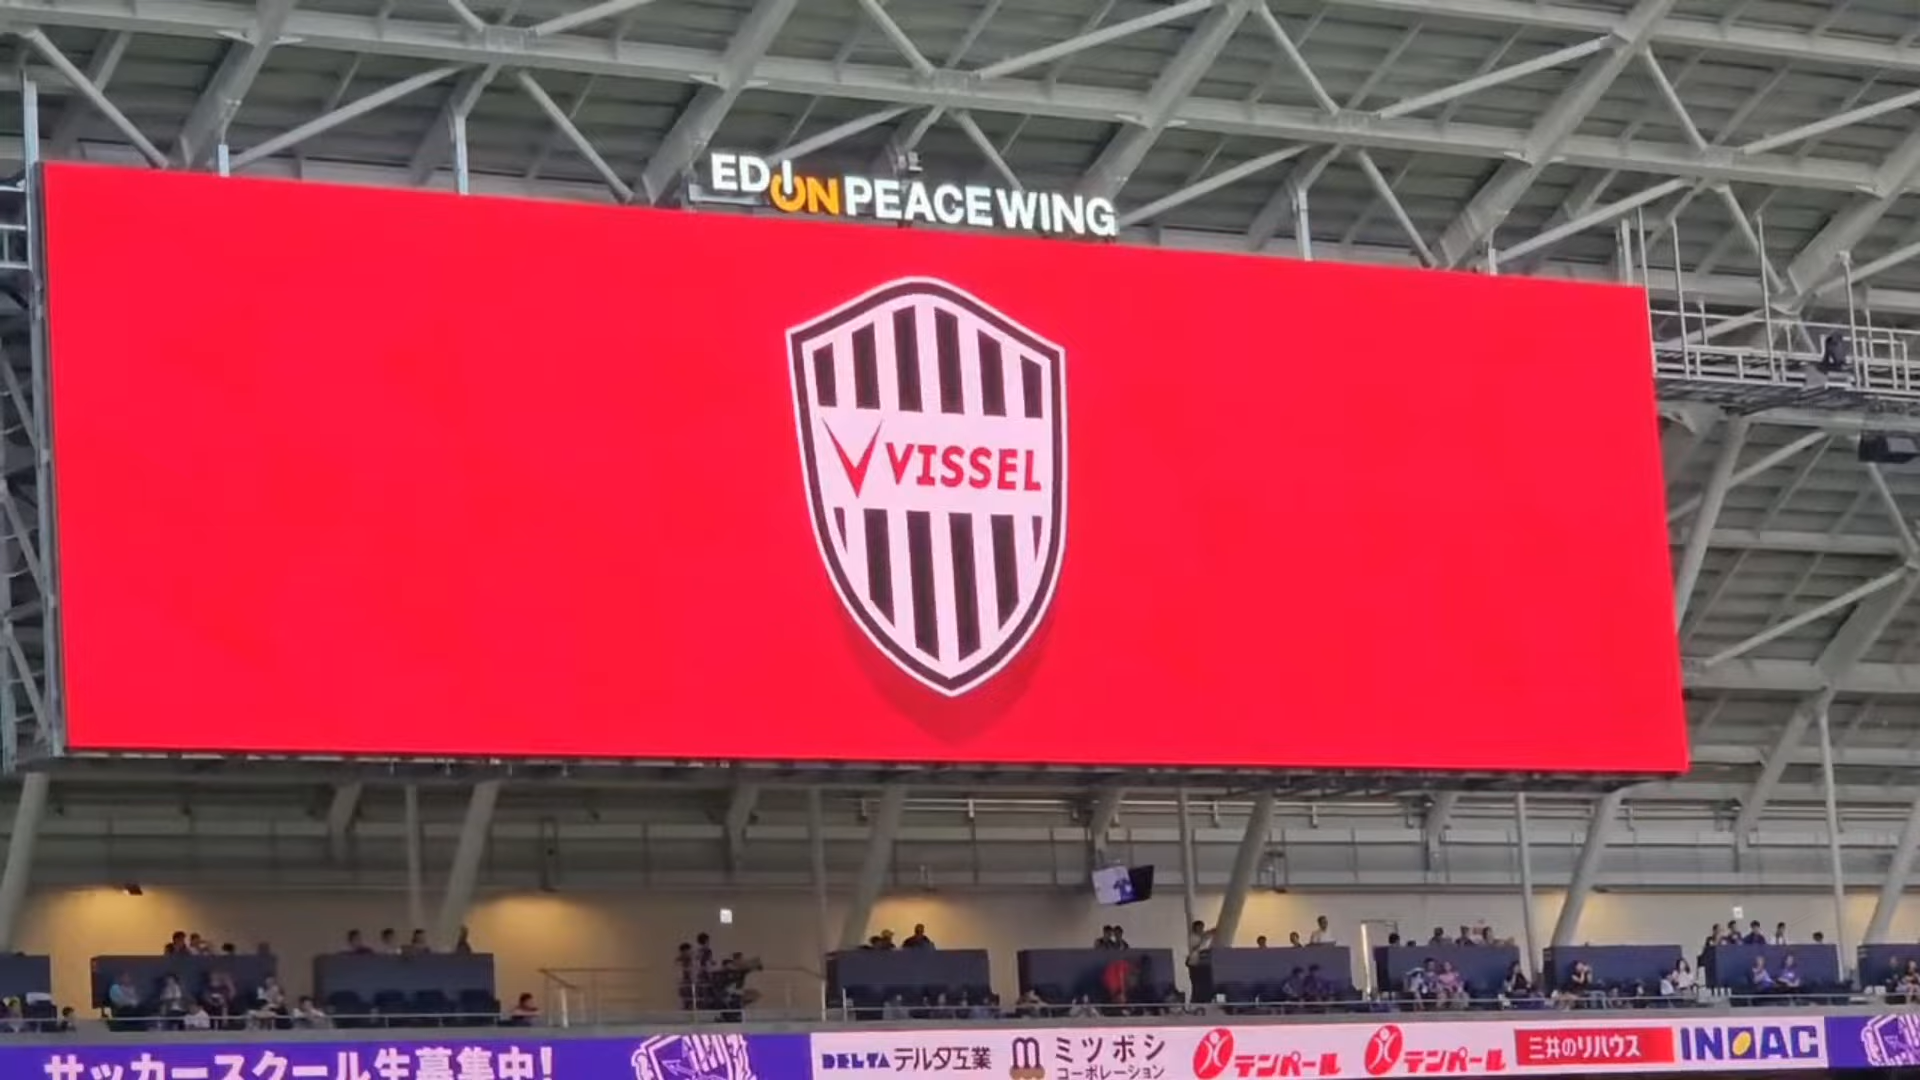 EDION PEACE WING
VISSEL
サッカースクール生募集中!
DELTA デルタ工業
ミツボシ
コーポレーション
テンパール
テンパール
三井のリハウス
INOAC